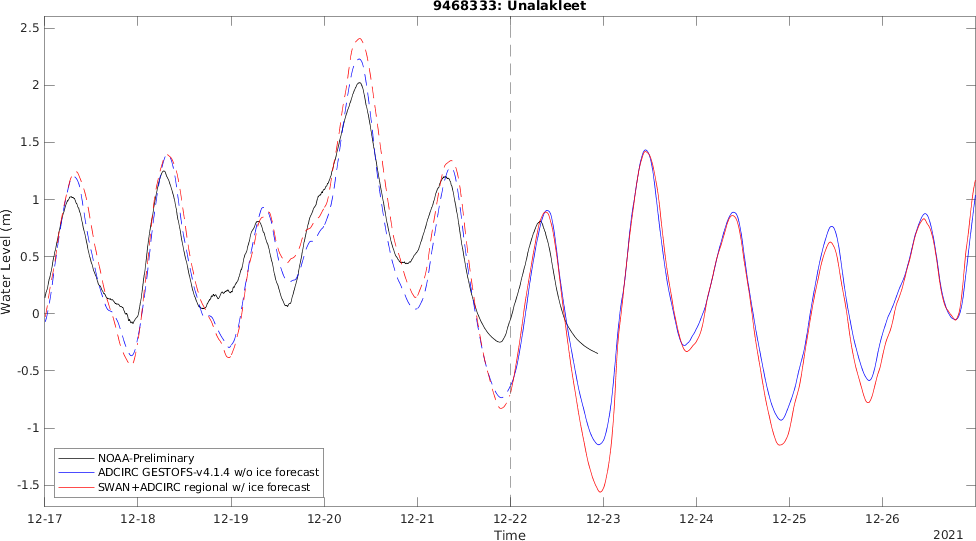 9468333: Unalakleet
2.5
2
1.5
1
0.5
0
-0.5
-1
-1.5
Water Level (m)
NOAA-Preliminary
ADCIRC GESTOFS-v4.1.4 w/o ice forecast
SWAN+ADCIRC regional w/ ice forecast
12-17 12-18 12-19 12-20 12-21 12-22 12-23 12-24 12-25 12-26
Time
2021